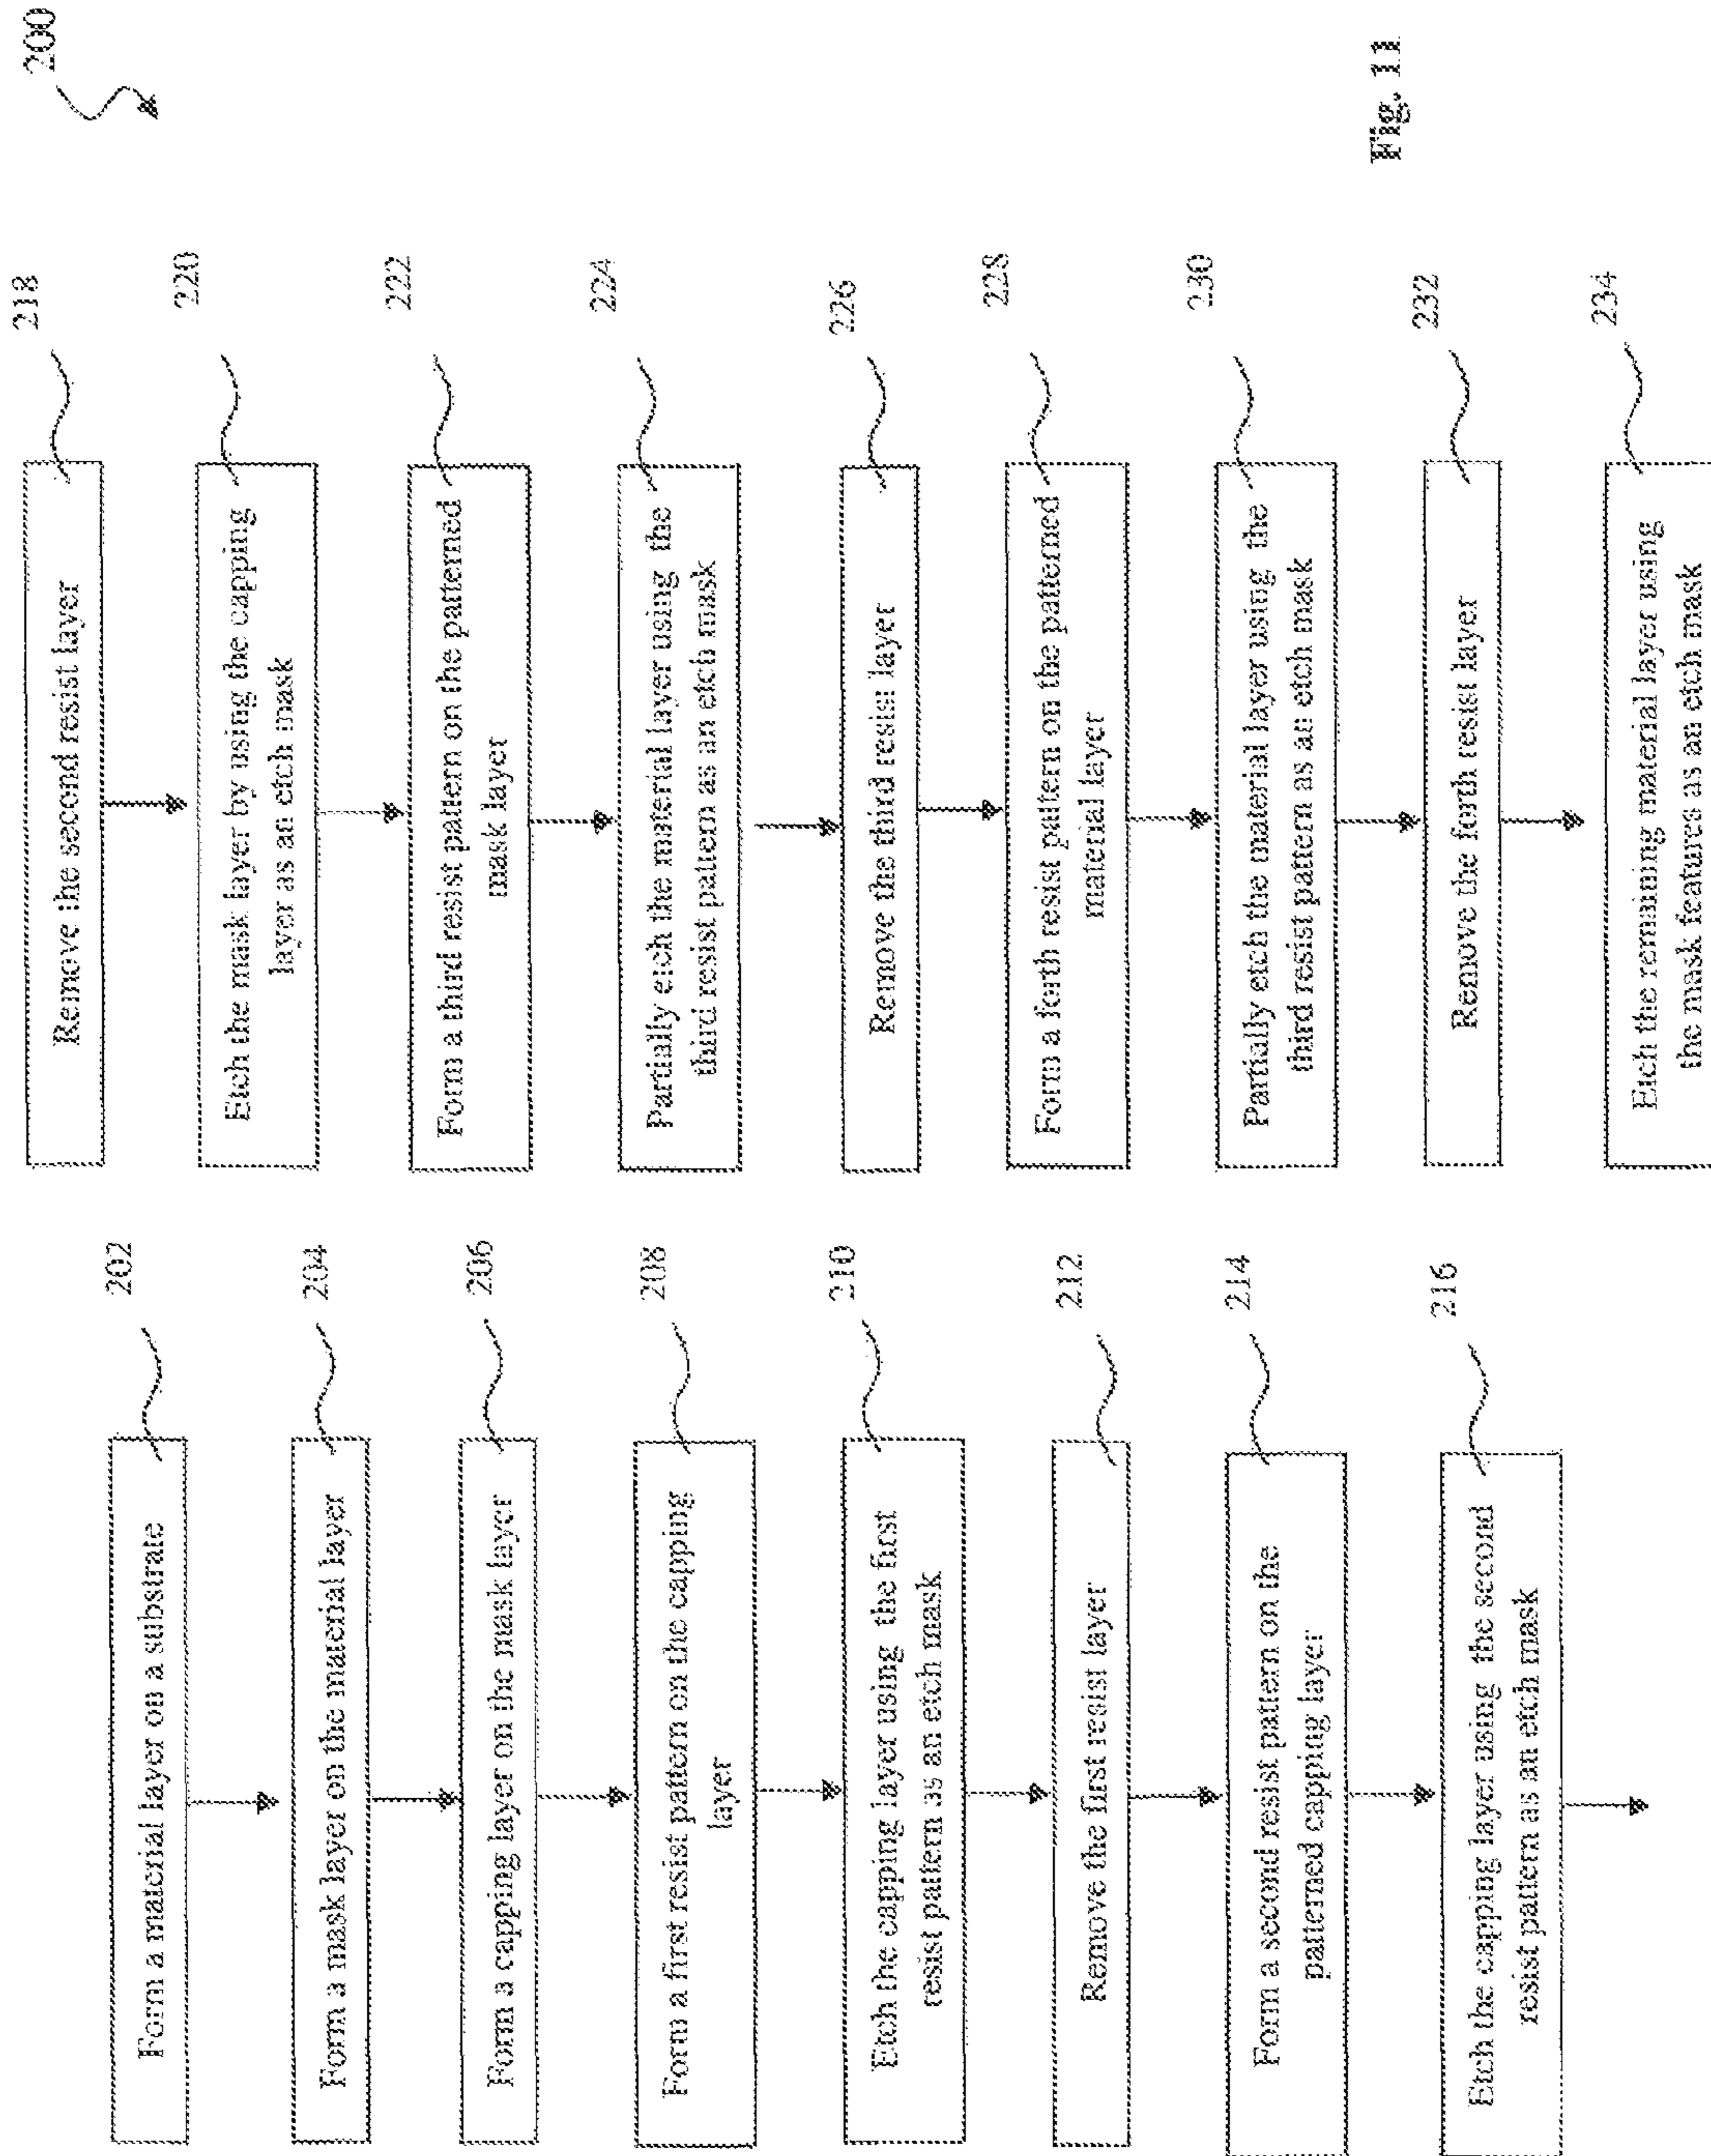 200
Form a material layer on a substrate
202
Form a mask layer on the material layer
204
Form a capping layer on the mask layer
206
Form a first resist pattern on the capping
layer
208
Etch the capping layer using the first
resist pattern as an etch mask
210
Remove the first resist layer
212
Form a second resist pattern on the
patterned capping layer
214
Etch the capping layer using the second
resist pattern as an etch mask
216
Remove the second resist layer
218
Etch the mask layer by using the capping
layer as an etch mask
220
Form a third resist pattern on the patterned
mask layer
222
Partially etch the material layer using the
third resist pattern as an etch mask
224
Remove the third resist layer
226
Form a forth resist pattern on the patterned
material layer
228
Partially etch the material layer using the
third resist pattern as an etch mask
230
Remove the forth resist layer
232
Etch the remaining material layer using
the mask features as an etch mask
234
Fig. 11